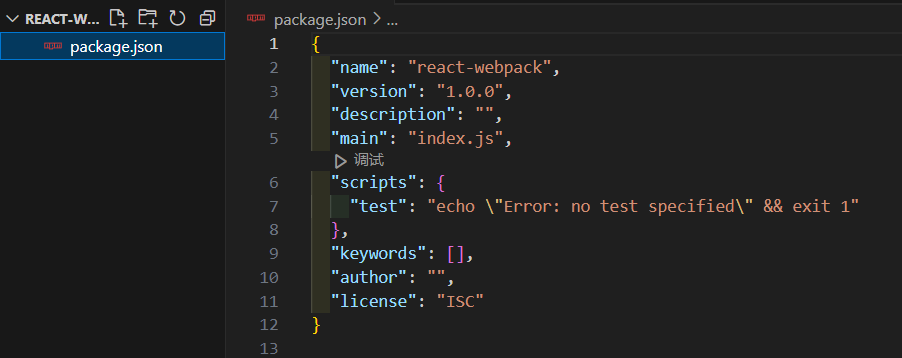 REACT-W...
package.json
package.json > ...
1 {
2 "name": "react-webpack",
3 "version": "1.0.0",
4 "description": "",
5 "main": "index.js",
调试
6 "scripts": {
7 "test": "echo \"Error: no test specified\" && exit 1"
8 },
9 "keywords": [],
10 "author": "",
11 "license": "ISC"
12 }
13